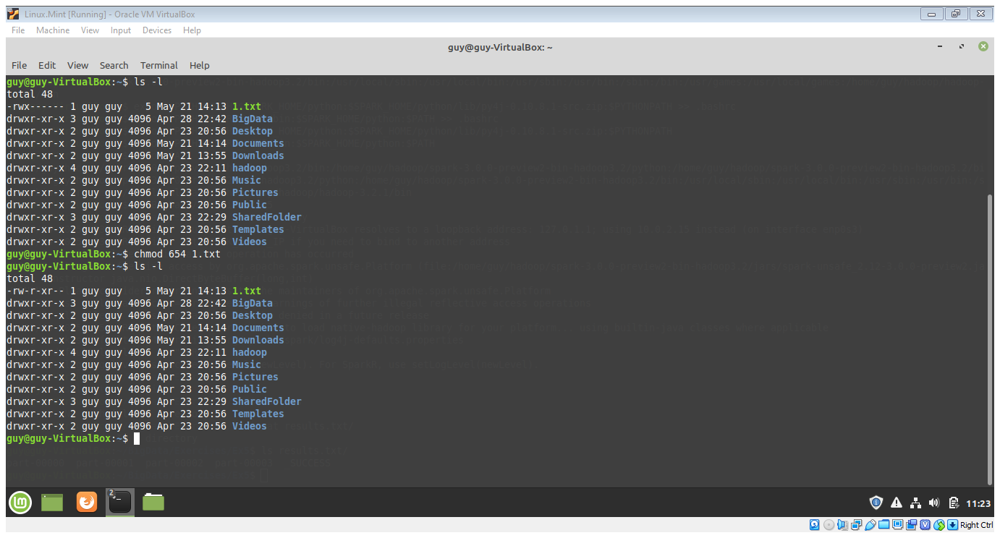 Linux.Mint [Running] - Oracle VM VirtualBox
File Machine View Input Devices Help
guy@guy-VirtualBox: ~
File Edit View Search Terminal Help
guy@guy-VirtualBox:~$ ls -l
total 48
-rwx------ 1 guy guy    5 May 21 14:13 1.txt
drwxr-xr-x 3 guy guy 4096 Apr 28 22:42 BigData
drwxr-xr-x 2 guy guy 4096 Apr 23 20:56 Desktop
drwxr-xr-x 2 guy guy 4096 May 21 14:14 Documents
drwxr-xr-x 2 guy guy 4096 May 21 13:55 Downloads
drwxr-xr-x 4 guy guy 4096 Apr 23 22:11 hadoop
drwxr-xr-x 2 guy guy 4096 Apr 23 20:56 Music
drwxr-xr-x 2 guy guy 4096 Apr 23 20:56 Pictures
drwxr-xr-x 2 guy guy 4096 Apr 23 20:56 Public
drwxr-xr-x 3 guy guy 4096 Apr 23 22:29 SharedFolder
drwxr-xr-x 2 guy guy 4096 Apr 23 20:56 Templates
drwxr-xr-x 2 guy guy 4096 Apr 23 20:56 Videos
guy@guy-VirtualBox:~$ chmod 654 1.txt
guy@guy-VirtualBox:~$ ls -l
total 48
-rw-r-xr-- 1 guy guy    5 May 21 14:13 1.txt
drwxr-xr-x 3 guy guy 4096 Apr 28 22:42 BigData
drwxr-xr-x 2 guy guy 4096 Apr 23 20:56 Desktop
drwxr-xr-x 2 guy guy 4096 May 21 14:14 Documents
drwxr-xr-x 2 guy guy 4096 May 21 13:55 Downloads
drwxr-xr-x 4 guy guy 4096 Apr 23 22:11 hadoop
drwxr-xr-x 2 guy guy 4096 Apr 23 20:56 Music
drwxr-xr-x 2 guy guy 4096 Apr 23 20:56 Pictures
drwxr-xr-x 2 guy guy 4096 Apr 23 20:56 Public
drwxr-xr-x 3 guy guy 4096 Apr 23 22:29 SharedFolder
drwxr-xr-x 2 guy guy 4096 Apr 23 20:56 Templates
drwxr-xr-x 2 guy guy 4096 Apr 23 20:56 Videos
guy@guy-VirtualBox:~$
SUCCESS
2
11:23
Right Ctrl